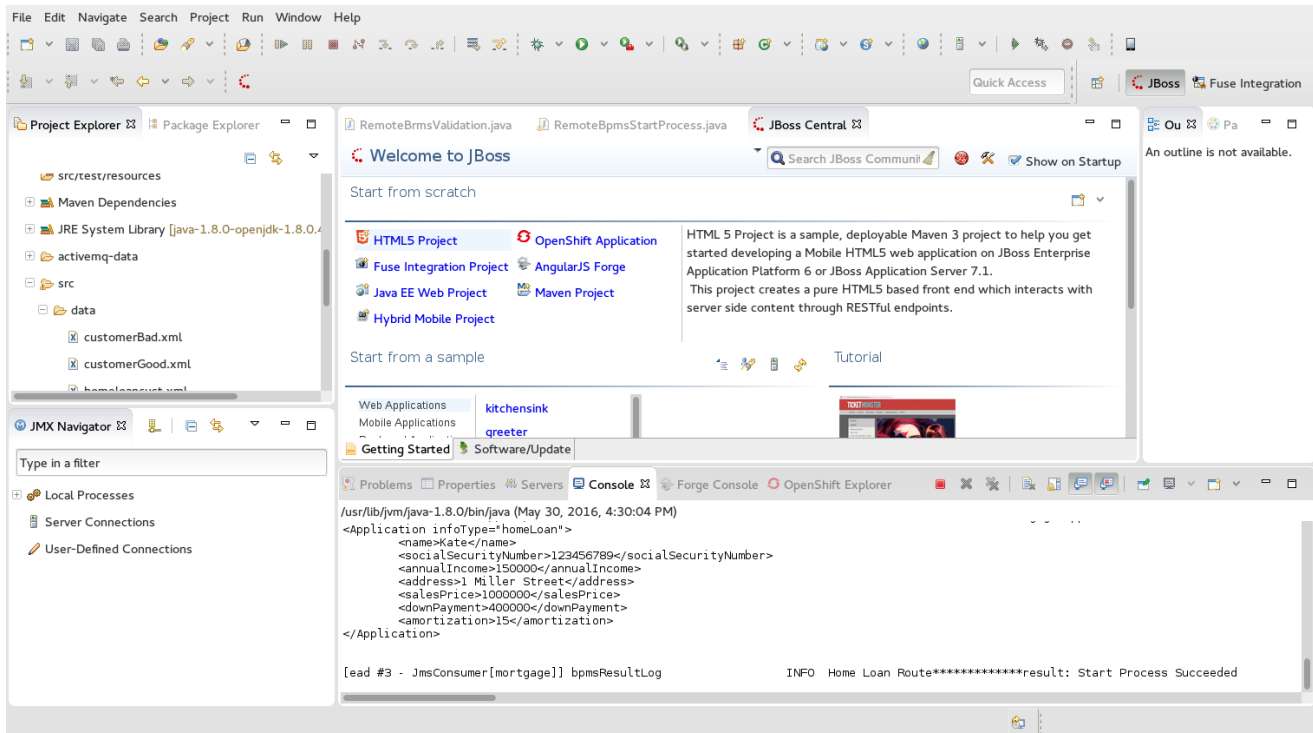 File Edit Navigate Search Project Run Window Help
Quick Access
JBoss
Fuse Integration
Project Explorer
Package Explorer
src/test/resources
Maven Dependencies
JRE System Library [java-1.8.0-openjdk-1.8.0.4
activemq-data
src
data
customerBad.xml
customerGood.xml
homeloancust.xml
JMX Navigator
Type in a filter
Local Processes
Server Connections
User-Defined Connections
RemoteBrmsValidation.java
RemoteBpmsStartProcess.java
JBoss Central
Welcome to JBoss
Search JBoss Communit
Show on Startup
Start from scratch
HTML5 Project
OpenShift Application
Fuse Integration Project
AngularJS Forge
Java EE Web Project
Maven Project
Hybrid Mobile Project
HTML 5 Project is a sample, deployable Maven 3 project to help you get
started developing a Mobile HTML5 web application on JBoss Enterprise
Application Platform 6 or JBoss Application Server 7.1.
This project creates a pure HTML5 based front end which interacts with
server side content through RESTful endpoints.
Start from a sample
Tutorial
Web Applications
Mobile Applications
kitchensink
greeter
Getting Started
Software/Update
Ou
Pa
An outline is not available.
Problems
Properties
Servers
Console
Forge Console
OpenShift Explorer
/usr/lib/jvm/java-1.8.0/bin/java (May 30, 2016, 4:30:04 PM)
<Application infoType="homeLoan">
<name>Kate</name>
<socialSecurityNumber>123456789</socialSecurityNumber>
<annualIncome>150000</annualIncome>
<address>1 Miller Street</address>
<salesPrice>1000000</salesPrice>
<downPayment>400000</downPayment>
<amortization>15</amortization>
</Application>
[ead #3 - JmsConsumer[mortgage]] bpmsResultLog INFO Home Loan Route*************result: Start Process Succeeded